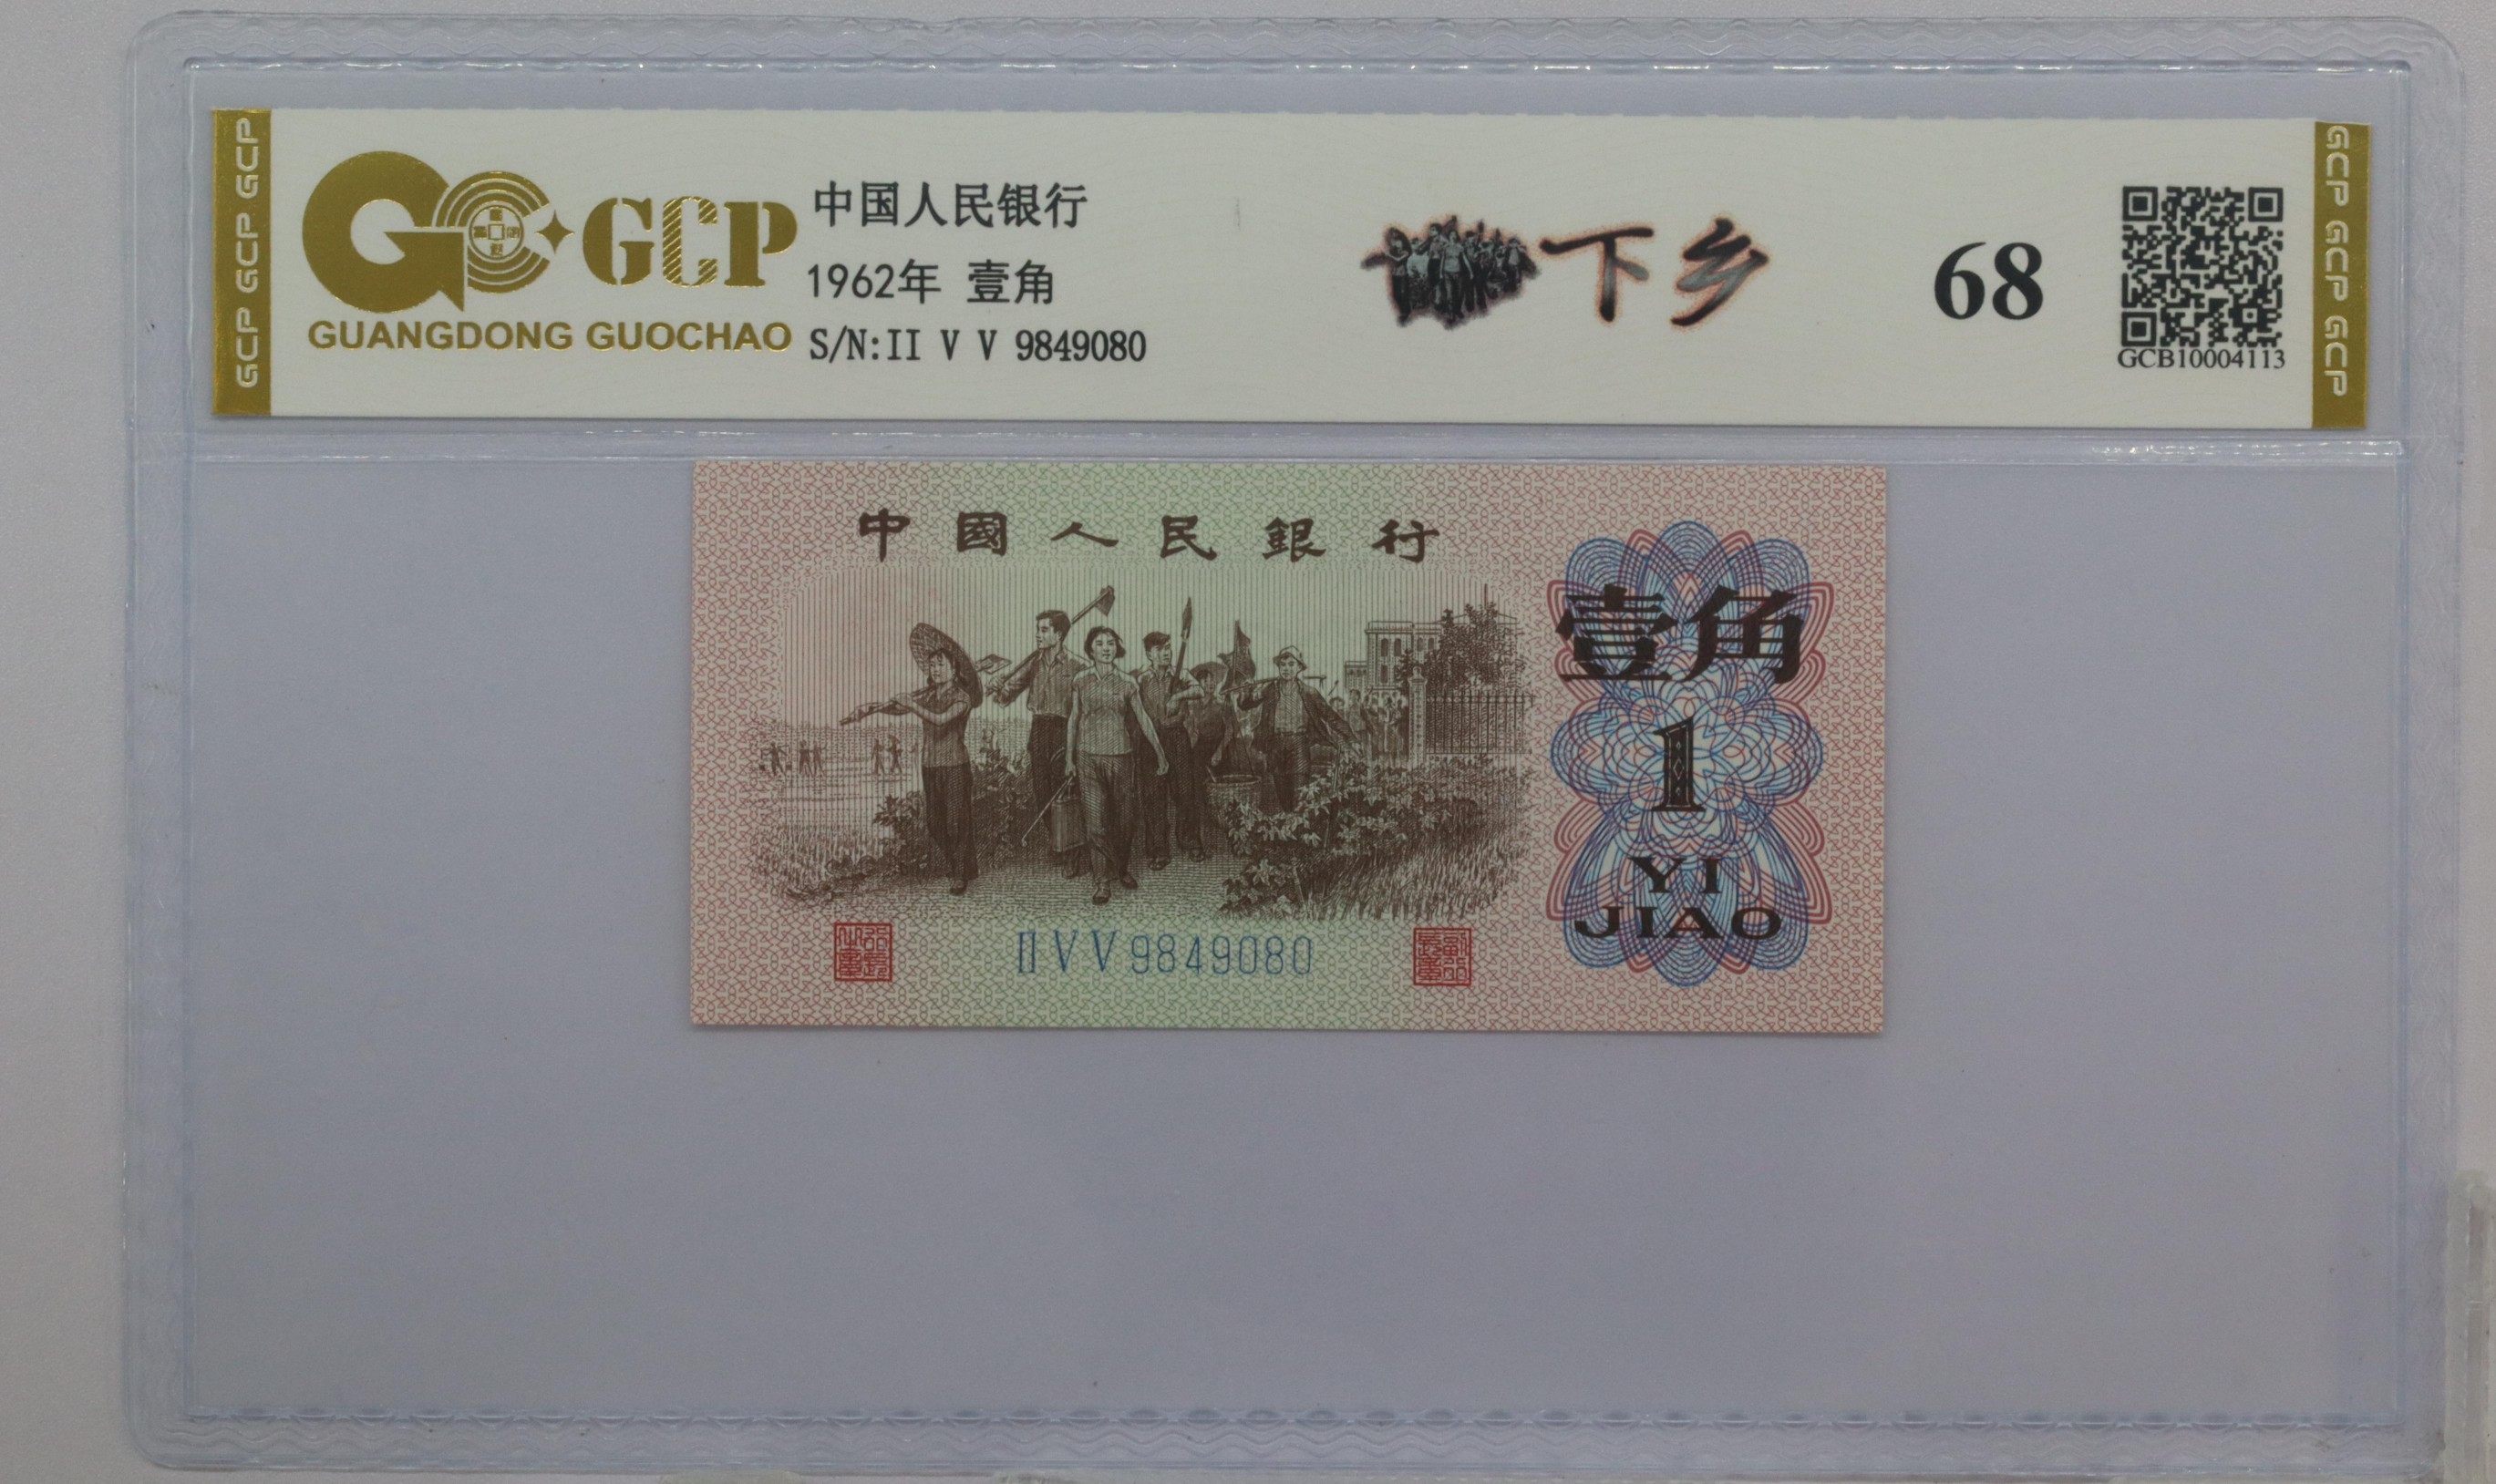 GCP GCP GCP
GCP
GUANGDONG GUOCHAO
中国人民银行
1962年 壹角
S/N:II V V 9849080
下乡
68
GCB10004113
GCP GCP GCP
中國人民銀行
壹角
1
YI
JIAO
II V V 9849080